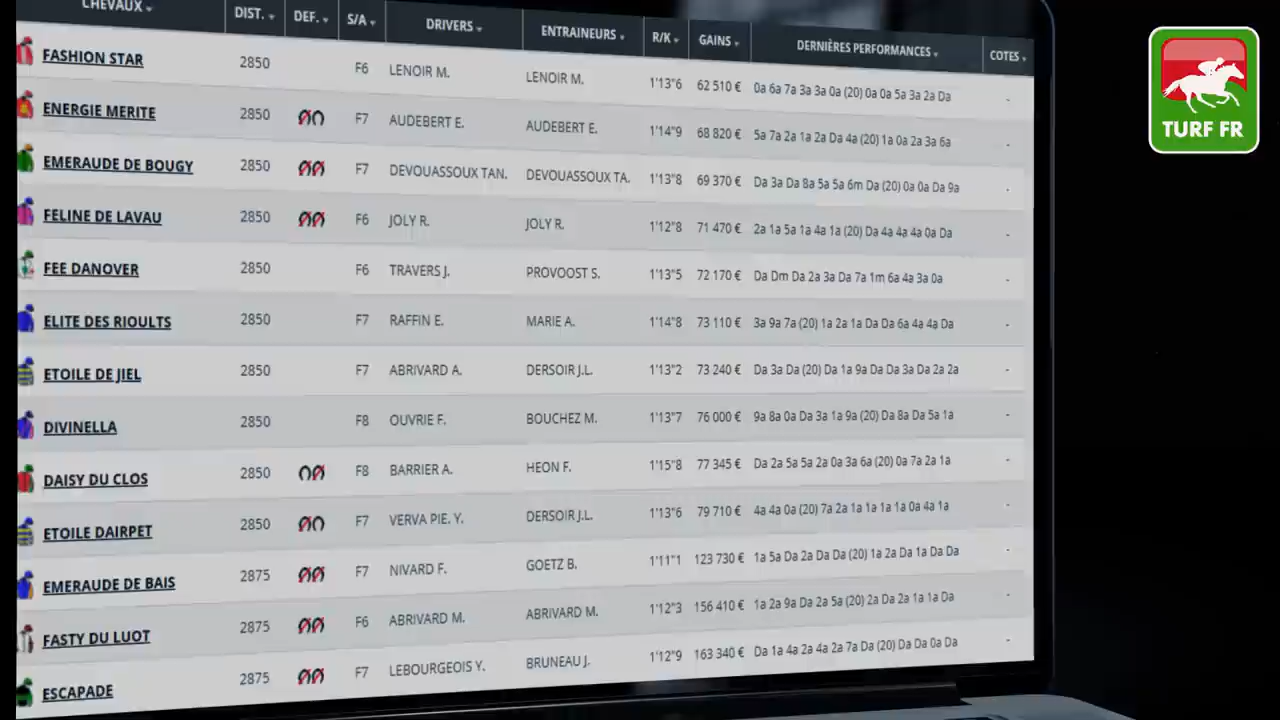 CHEVAUX DIST. DEF. S/A DRIVERS ENTRAINEURS R/K GAINS DERNIÈRES PERFORMANCES COTES
FASHION STAR 2850 F6 LENOIR M. LENOIR M. 1'13"6 62 510 € 0a 6a 7a 3a 3a 0a (20) 0a 0a 5a 3a 2a Da -
ENERGIE MERITE 2850 F7 AUDEBERT E. AUDEBERT E. 1'14"9 68 820 € 5a 7a 2a 1a 2a Da 4a (20) 1a 0a 2a 3a 6a -
EMERAUDE DE BOUGY 2850 F7 DEVOUASSOUX TAN. DEVOUASSOUX TA. 1'13"8 69 370 € Da 3a Da 8a 5a 5a 6m Da (20) 0a 0a Da 9a -
FELINE DE LAVAU 2850 F6 JOLY R. JOLY R. 1'12"8 71 470 € 2a 1a 5a 1a 4a 1a (20) Da 4a 4a 4a 0a Da -
FEE DANOVER 2850 F6 TRAVERS J. PROVOOST S. 1'13"5 72 170 € Da Dm Da 2a 3a Da 7a 1m 6a 4a 3a 0a -
ELITE DES RIOULTS 2850 F7 RAFFIN E. MARIE A. 1'14"8 73 110 € 3a 9a 7a (20) 1a 2a 1a Da Da 6a 4a 4a Da -
ETOILE DE JIEL 2850 F7 ABRIVARD A. DERSOIR J.L. 1'13"2 73 240 € Da 3a Da (20) Da 1a 9a Da Da 3a Da 2a 2a -
DIVINELLA 2850 F8 OUVRIE F. BOUCHEZ M. 1'13"7 76 000 € 9a 8a 0a Da 3a 1a 9a (20) Da 8a Da 5a 1a -
DAISY DU CLOS 2850 F8 BARRIER A. HEON F. 1'15"8 77 345 € Da 2a 5a 5a 2a 0a 3a 6a (20) 0a 7a 2a 1a -
ETOILE DAIRPET 2850 F7 VERVA PIE. Y. DERSOIR J.L. 1'13"6 79 710 € 4a 4a 0a (20) 7a 2a 1a 1a 1a 1a 0a 4a 1a -
EMERAUDE DE BAIS 2875 F7 NIVARD F. GOETZ B. 1'11"1 123 730 € 1a 5a Da 2a Da Da (20) 1a 2a Da 1a Da Da -
FASTY DU LUOT 2875 F6 ABRIVARD M. ABRIVARD M. 1'12"3 156 410 € 1a 2a 9a Da 2a 5a (20) 2a Da 2a 1a 1a Da -
ESCAPADE 2875 F7 LEBOURGEOIS Y. BRUNEAU J. 1'12"9 163 340 € Da 1a 4a 2a 4a 2a 7a Da (20) Da Da 0a Da -
TURF FR